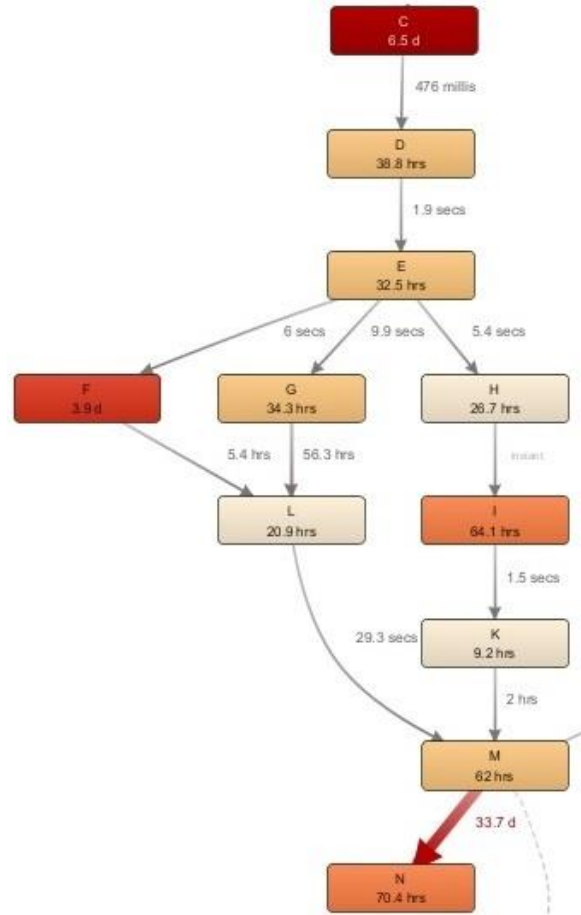 C
6.5 d
476 millis
D
38.8 hrs
1.9 secs
E
32.5 hrs
6 secs
9.9 secs
5.4 secs
F
3.9 d
G
34.3 hrs
H
26.7 hrs
5.4 hrs
56.3 hrs
instant
L
20.9 hrs
I
64.1 hrs
1.5 secs
29.3 secs
K
9.2 hrs
2 hrs
M
62 hrs
33.7 d
N
70.4 hrs